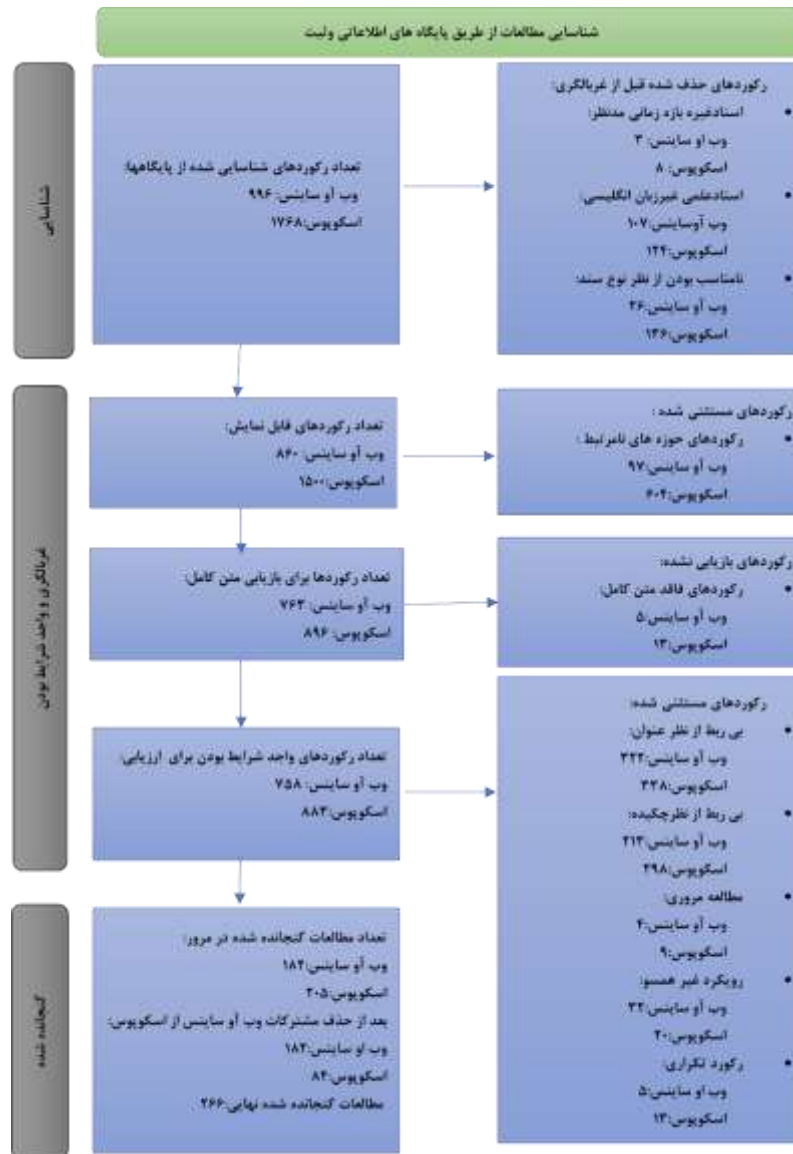 شناسایی مطالعات از طریق پایگاه های اطلاعاتی وثبت
شناسایی
تعداد رکوردهای شناسایی شده از پایگاهها:
وب آو ساینس: ۹۹۶
اسکوپوس:۱۷۶۸
رکوردهای حذف شده قبل از غربالگری:
اسنادغیره بازه زمانی مدنظر:
وب او ساینس: ۳
اسکوپوس: ۸
اسنادعلمی غیرزبان انگلیسی:
وب آوساینس:۱۰۷
اسکوپوس:۱۲۴
نامناسب بودن از نظر نوع سند:
وب آو ساینس:۲۶
اسکوپوس:۱۳۶
غربالگری و واجد شرایط بودن
تعداد رکوردهای قابل نمایش:
وب آو ساینس: ۸۶۰
اسکوپوس:۱۵۰۰
رکوردهای مستثنی شده :
رکوردهای حوزه های نامرتبط :
وب آو ساینس:۹۷
اسکوپوس:۶۰۴
تعداد رکوردها برای بازیابی متن کامل:
وب آو ساینس: ۷۶۳
اسکوپوس: ۸۹۶
رکوردهای بازیابی نشده:
رکوردهای فاقد متن کامل:
وب آو ساینس:۵
اسکوپوس:۱۳
تعداد رکوردهای واجد شرایط بودن برای ارزیابی:
وب آو ساینس: ۷۵۸
اسکوپوس:۸۸۳
رکوردهای مستثنی شده:
بی ربط از نظر عنوان:
وب آو ساینس:۳۲۲
اسکوپوس:۳۳۸
بی ربط از نظرچکیده:
وب آو ساینس:۲۱۳
اسکوپوس:۲۹۸
مطالعه مروری:
وب آو ساینس:۴
اسکوپوس:۹
رویکرد غیر همسو:
وب آو ساینس:۳۲
اسکوپوس:۲۰
رکورد تکراری:
وب او ساینس:۵
اسکوپوس:۱۳
گنجانده شده
تعداد مطالعات گنجانده شده در مرور:
وب آو ساینس:۱۸۲
اسکوپوس:۲۰۵
بعد از حذف مشترکات وب آو ساینس از اسکوپوس:
وب او ساینس:۱۸۲
اسکوپوس:۸۴
مطالعات گنجانده شده نهایی:۲۶۶